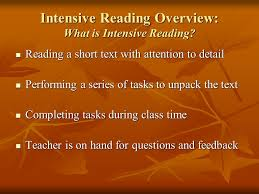 Intensive Reading Overview:
What is Intensive Reading?
Reading a short text with attention to detail
Performing a series of tasks to unpack the text
Completing tasks during class time
Teacher is on hand for questions and feedback